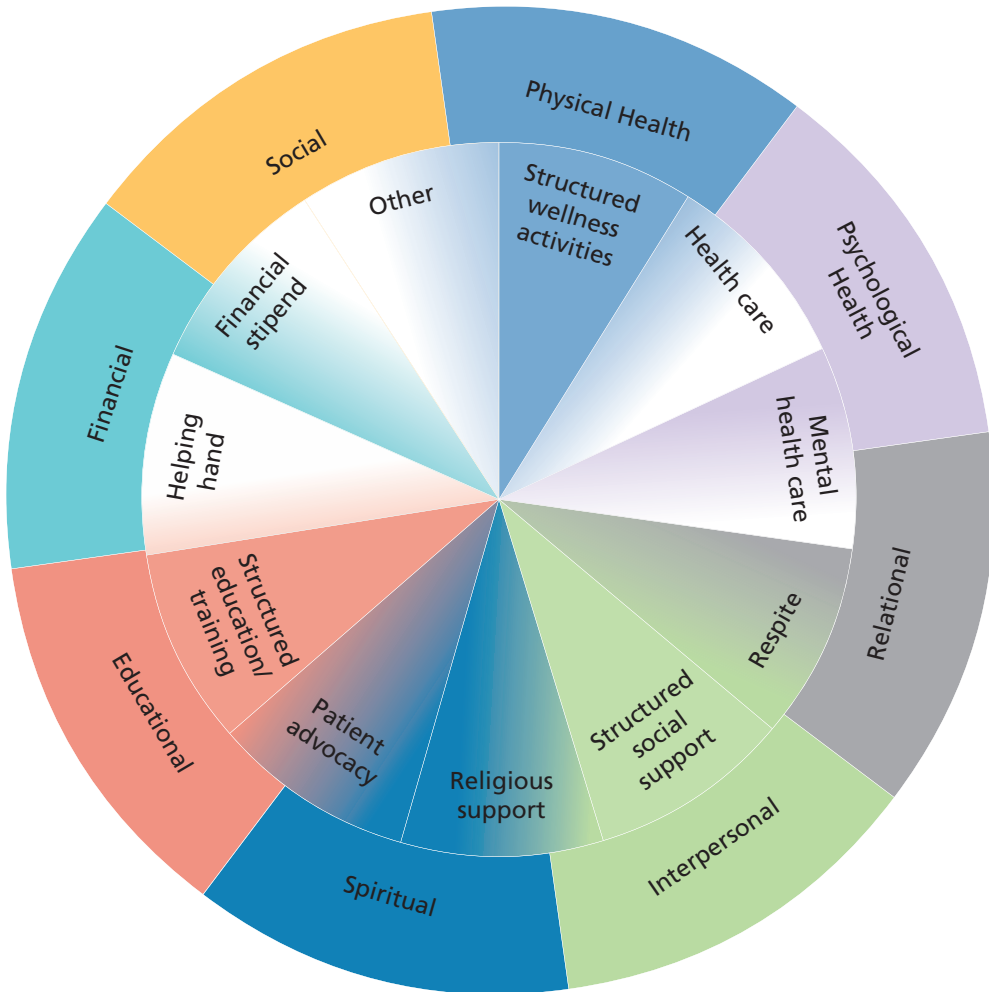 Physical Health
Psychological
Health
Relational
Interpersonal
Spiritual
Educational
Financial
Social
Structured
wellness
activities
Health care
Mental
health care
Respite
Structured
social
support
Religious
support
Patient
advocacy
Structured
education/
training
Helping
hand
Financial
stipend
Other